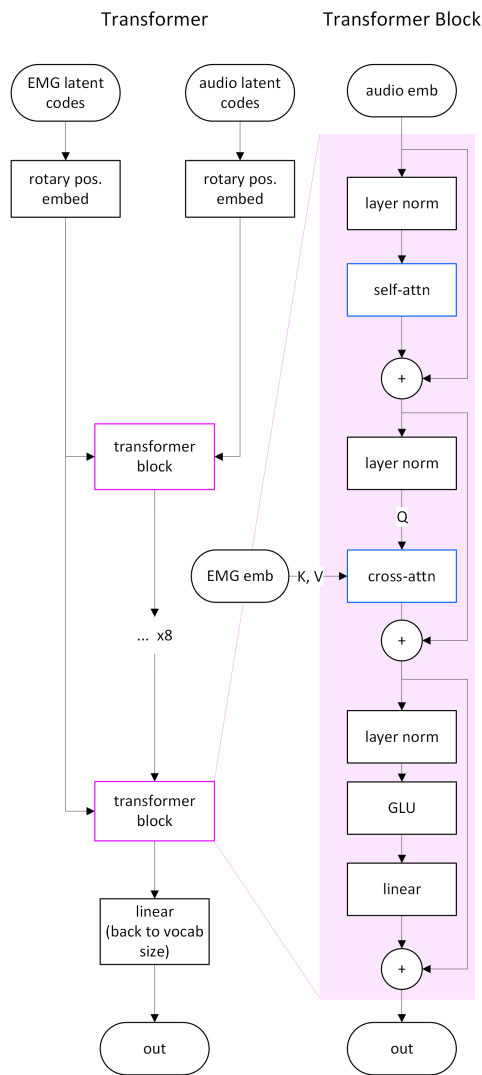 Transformer
EMG latent
codes
audio latent
codes
rotary pos.
embed
rotary pos.
embed
transformer
block
... x8
transformer
block
linear
(back to vocab
size)
out
Transformer Block
audio emb
layer norm
self-attn
+
layer norm
Q
EMG emb
K, V
cross-attn
+
layer norm
GLU
linear
+
out